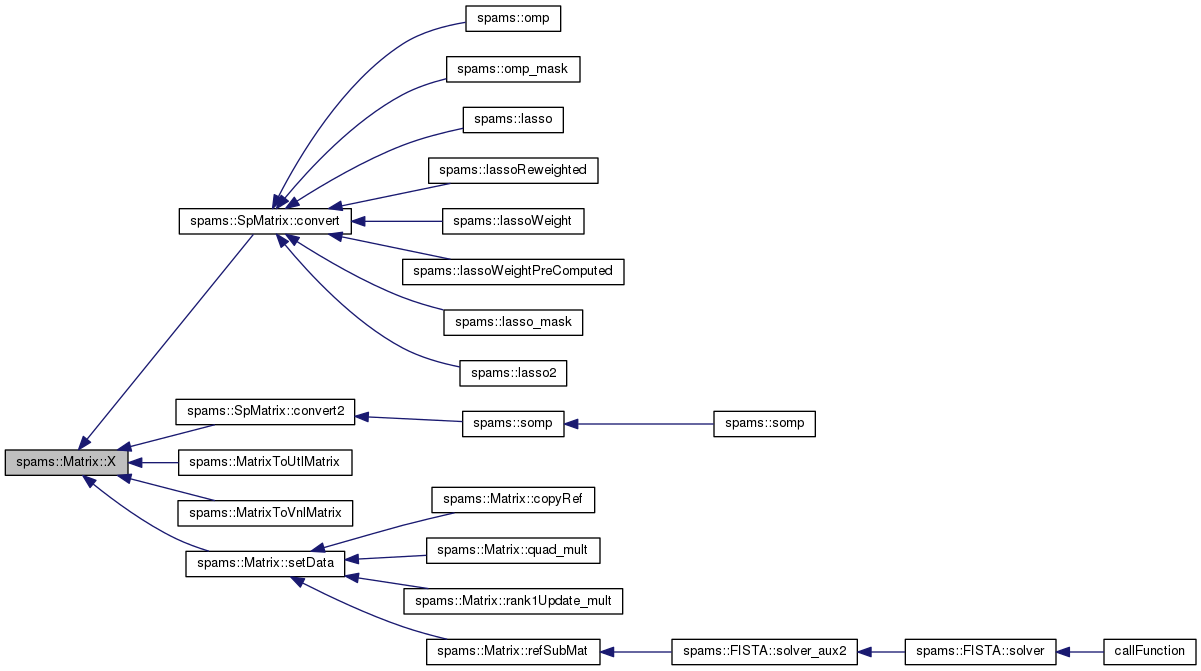 spams::omp
spams::omp_mask
spams::lasso
spams::lassoReweighted
spams::SpMatrix::convert
spams::lassoWeight
spams::lassoWeightPreComputed
spams::lasso_mask
spams::lasso2
spams::SpMatrix::convert2
spams::somp
spams::somp
spams::Matrix::X
spams::MatrixToUtlMatrix
spams::MatrixToVnlMatrix
spams::Matrix::copyRef
spams::Matrix::quad_mult
spams::Matrix::setData
spams::Matrix::rank1Update_mult
spams::Matrix::refSubMat
spams::FISTA::solver_aux2
spams::FISTA::solver
callFunction